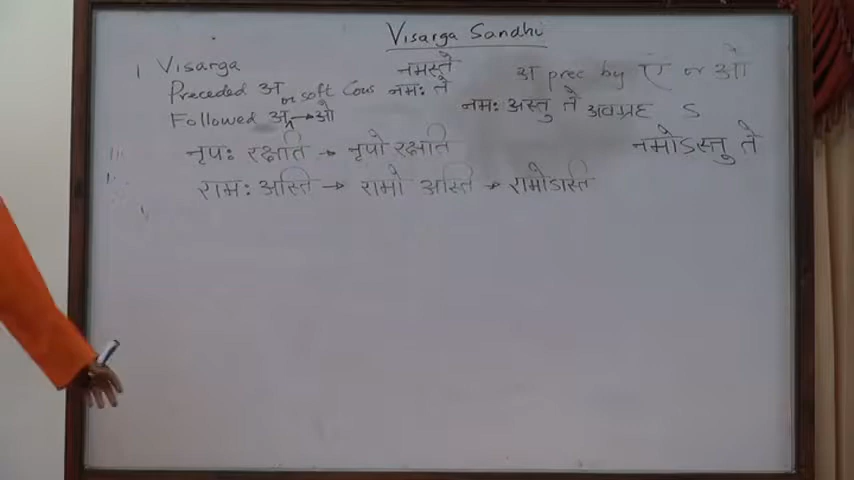 Visarga Sandhi
1 Visarga
Preceded अ or soft Cons
Followed अ → ओ
नमस्ते
नमः ते
अ prec by ए or ओ
नमः अस्तु ते अवग्रह ऽ
नमोऽस्तु ते
नृपः रक्षति → नृपो रक्षति
रामः अस्ति → रामो अस्ति → रामोऽस्ति